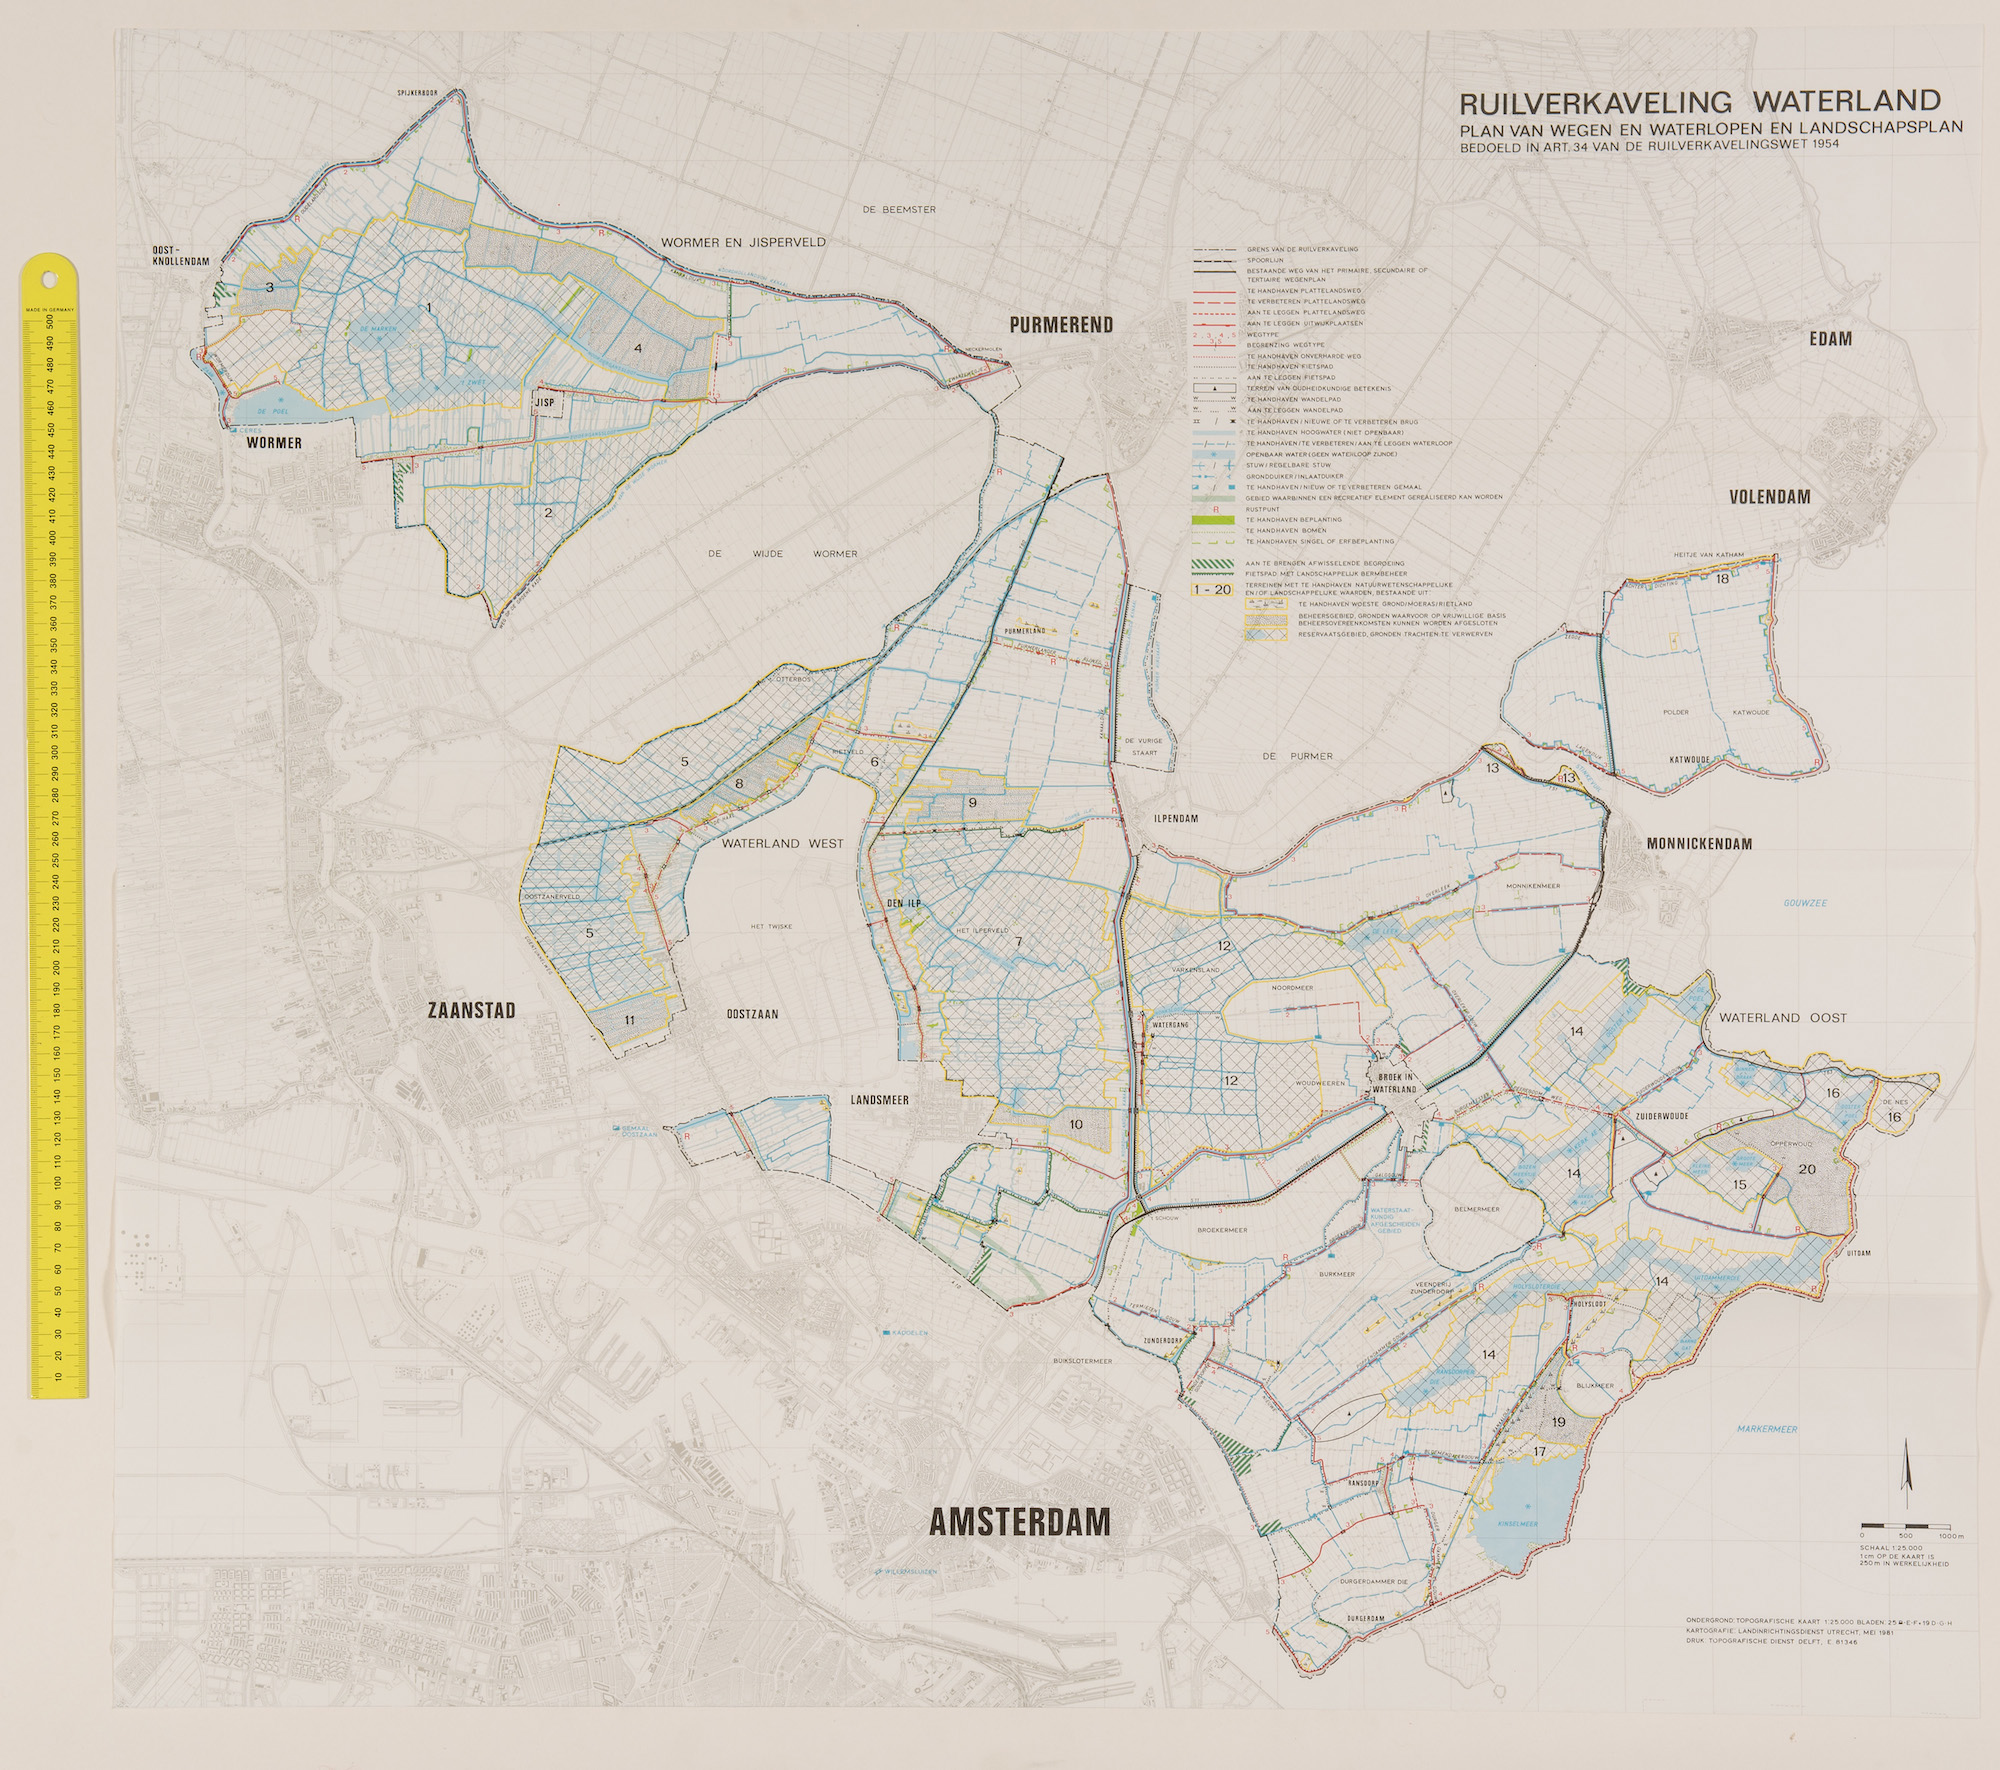 RUILVERKAVELING WATERLAND
PLAN VAN WEGEN EN WATERLOPEN EN LANDSCHAPSPLAN
BEDOELD IN ART. 34 VAN DE RUILVERKAVELINGSWET 1954
SPIJKERBOOR
DE BEEMSTER
WORMER EN JISPERVELD
OOST-
KNOLLENDAM
3
1
DE MARKEN
4
PURMEREND
NECKERMOLEN
EDAM
'T ZWET
DE POEL
JISP
CERES
WORMER
2
VOLENDAM
DE WIJDE WORMER
GRENS VAN DE RUILVERKAVELING
SPOORLIJN
BESTAANDE WEG VAN HET PRIMAIRE, SECUNDAIRE OF
TERTIAIRE WEGENPLAN
TE HANDHAVEN PLATTELANDSWEG
TE VERBETEREN PLATTELANDSWEG
AAN TE LEGGEN PLATTELANDSWEG
AAN TE LEGGEN UITWIJKPLAATSEN
WEGTYPE
BEGRENZING WEGTYPE
TE HANDHAVEN ONVERHARDE WEG
TE HANDHAVEN FIETSPAD
AAN TE LEGGEN FIETSPAD
TERREIN VAN OUDHEIDKUNDIGE BETEKENIS
TE HANDHAVEN WANDELPAD
AAN TE LEGGEN WANDELPAD
TE HANDHAVEN / NIEUWE OF TE VERBETEREN BRUG
TE HANDHAVEN HOOGWATER (NIET OPENBAAR)
TE HANDHAVEN / TE VERBETEREN / AAN TE LEGGEN WATERLOOP
OPENBAAR WATER (GEEN WATERLOOP ZIJNDE)
STUW / REGELBARE STUW
GRONDDUIKER / INLAATDUIKER
TE HANDHAVEN / NIEUW OF TE VERBETEREN GEMAAL
GEBIED WAARBINNEN EEN RECREATIEF ELEMENT GEREALISEERD KAN WORDEN
R RUSTPUNT
TE HANDHAVEN BEPLANTING
TE HANDHAVEN BOMEN
TE HANDHAVEN SINGEL OF ERFBEPLANTING
AAN TE BRENGEN AFWISSELENDE BEGROEIING
FIETSPAD MET LANDSCHAPPELIJK BERMBEHEER
1 - 20 TERREINEN MET TE HANDHAVEN NATUURWETENSCHAPPELIJKE
EN/OF LANDSCHAPPELIJKE WAARDEN, BESTAANDE UIT
TE HANDHAVEN WOESTE GROND/MOERAS/RIETLAND
BEHEERSGEBIED, GRONDEN WAARVOOR OP VRIJWILLIGE BASIS
BEHEERSOVEREENKOMSTEN KUNNEN WORDEN AFGESLOTEN
RESERVAATSGEBIED, GRONDEN TRACHTEN TE VERWERVEN
HEITJE VAN KATHAM
18
POLDER KATWOUDE
KATWOUDE
PURMERLAND
OTTERBOS
DE VURIGE
STAART
DE PURMER
5
RIETVELD
6
8
9
13
13
WATERLAND WEST
ILPENDAM
MONNICKENDAM
OOSTZANERVELD
5
DEN ILP
HET TWISKE
HET ILPERVELD
7
MONNIKENMEER
GOUWZEE
12
DE LEEK
VARKENSLAND
NOORDMEER
ZAANSTAD
11
OOSTZAAN
WATERGANG
12
WOUDWEEREN
BROEK IN
WATERLAND
14
WATERLAND OOST
LANDSMEER
GEMAAL
OOSTZAAN
10
ZUIDERWOUDE
16
DE NES
16
OPPERWOUD
20
15
14
BELMERMEER
'T SCHOUW
BROEKERMEER
WATERSTAAT-
KUNDIG
AFGESCHEIDEN
GEBIED
BURKMEER
UITDAM
VEENDERIJ
ZUNDERDORP
HOLYSLOTERDIE
UITDAMMERDIE
14
HOLYSLOOT
KADOELEN
BUIKSLOTERMEER
ZUNDERDORP
14
BLIJKMEER
19
17
MARKERMEER
RANSDORP
KINSELMEER
AMSTERDAM
WILLEMSLUIZEN
DURGERDAMMER DIE
DURGERDAM
0 500 1000 m
SCHAAL 1:25.000
1 cm OP DE KAART IS
250 m IN WERKELIJKHEID
ONDERGROND: TOPOGRAFISCHE KAART 1:25.000
KARTOGRAFIE: LANDINRICHTINGSDIENST UTRECHT, MEI 1981
DRUK: TOPOGRAFISCHE DIENST DELFT, E. 81346
MADE IN GERMANY
500
490
480
470
460
450
440
430
420
410
400
390
380
370
360
350
340
330
320
310
300
290
280
270
260
250
240
230
220
210
200
190
180
170
160
150
140
130
120
110
100
90
80
70
60
50
40
30
20
10